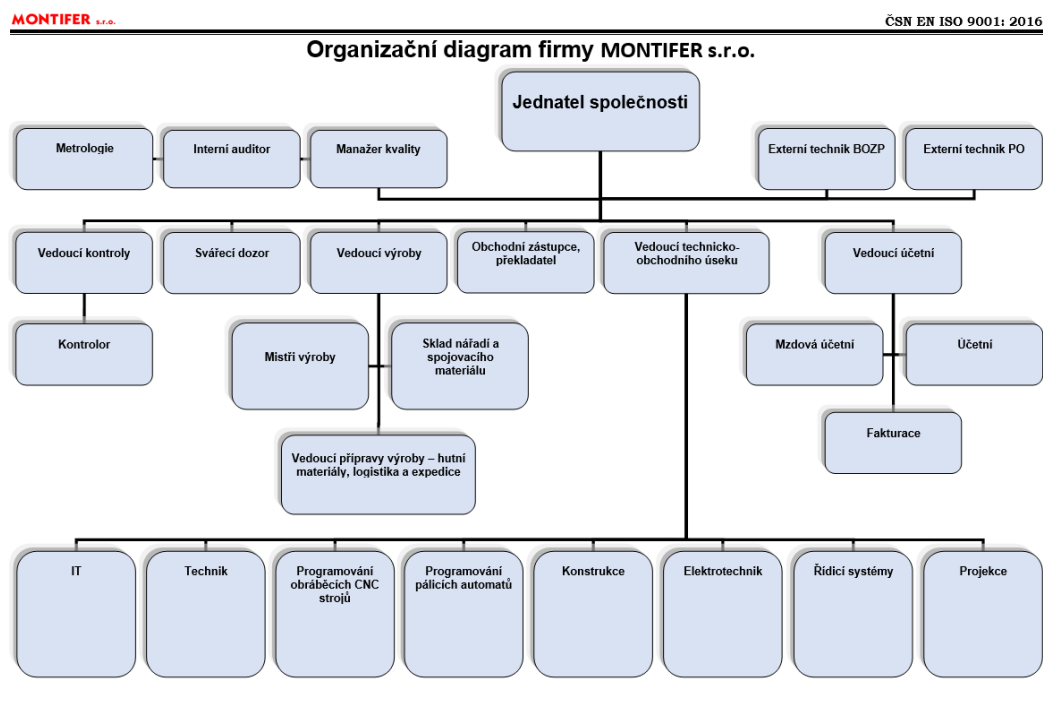 MONTIFER s.r.o.
ČSN EN ISO 9001: 2016
Organizační diagram firmy MONTIFER s.r.o.
Jednatel společnosti
Metrologie
Interní auditor
Manažer kvality
Externí technik BOZP
Externí technik PO
Vedoucí kontroly
Svářecí dozor
Vedoucí výroby
Obchodní zástupce,
překladatel
Vedoucí technicko-
obchodního úseku
Vedoucí účetní
Kontrolor
Mistři výroby
Sklad nářadí a
spojovacího
materiálu
Mzdová účetní
Účetní
Fakturace
Vedoucí přípravy výroby – hutní
materiály, logistika a expedice
IT
Technik
Programování
obráběcích CNC
strojů
Programování
pálicích automatů
Konstrukce
Elektrotechnik
Řídicí systémy
Projekce